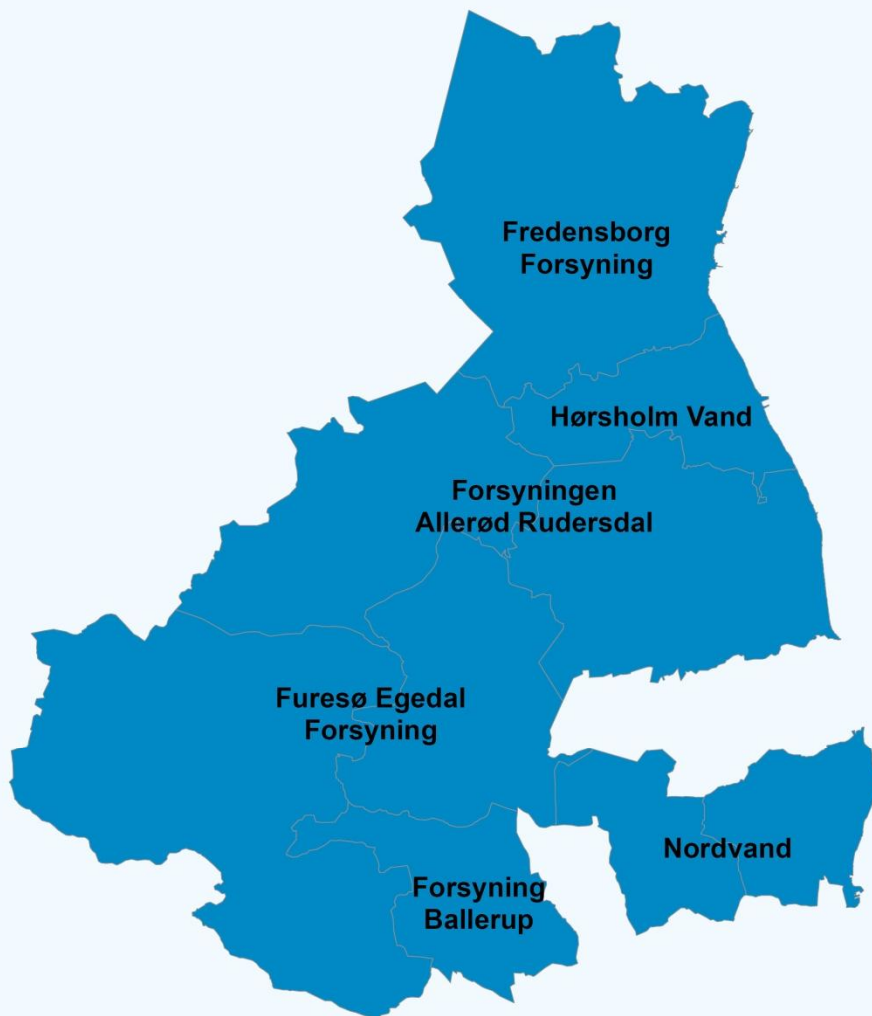 Fredensborg
Forsyning
Hørsholm Vand
Forsyningen
Allerød Rudersdal
Furesø Egedal
Forsyning
Nordvand
Forsyning
Ballerup